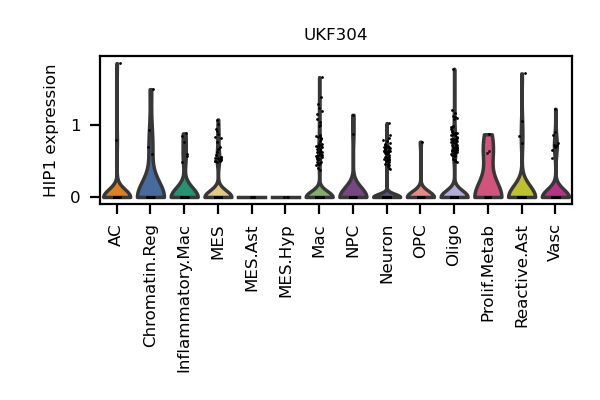 UKF304
HIP1 expression
1
0
AC
Chromatin.Reg
Inflammatory.Mac
MES
MES.Ast
MES.Hyp
Mac
NPC
Neuron
OPC
Oligo
Prolif.Metab
Reactive.Ast
Vasc